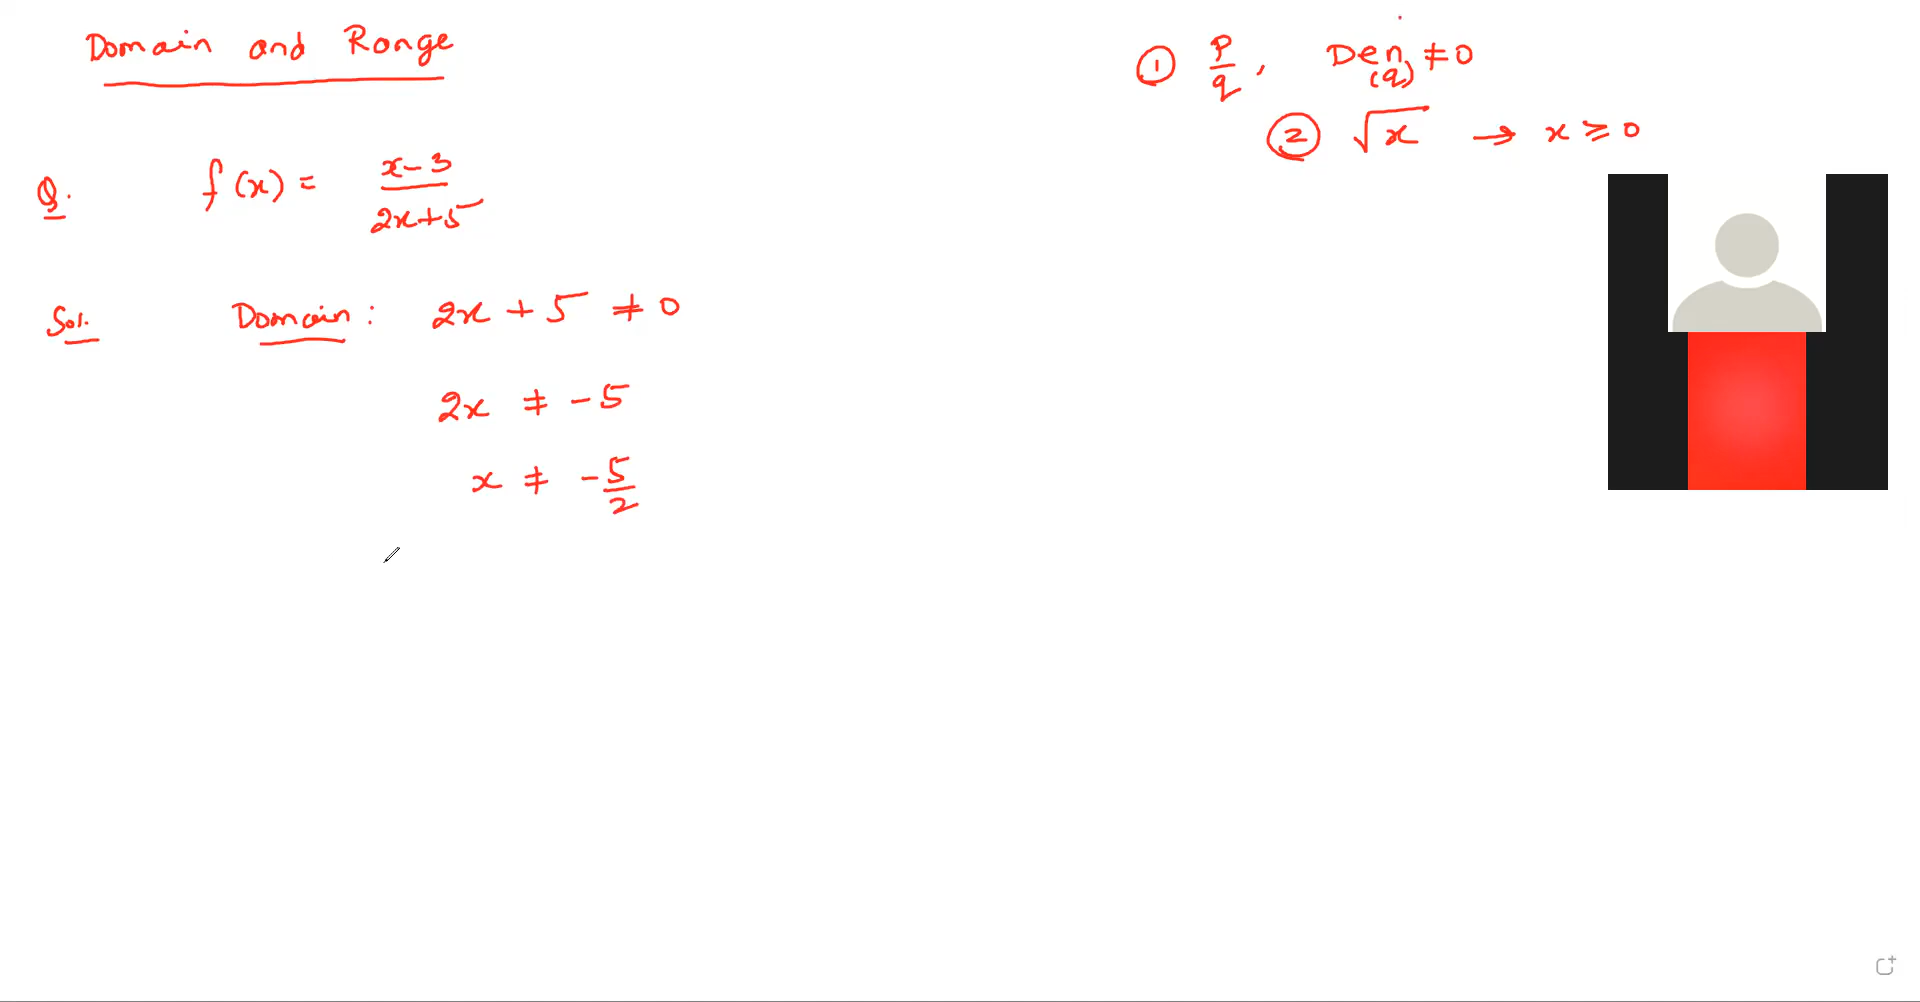 Domain and Range
① p/q, Den (q) ≠ 0
② √x → x ≥ 0
Q. f(x) = (x-3)/(2x+5)
Sol. Domain: 2x + 5 ≠ 0
2x ≠ -5
x ≠ -5/2